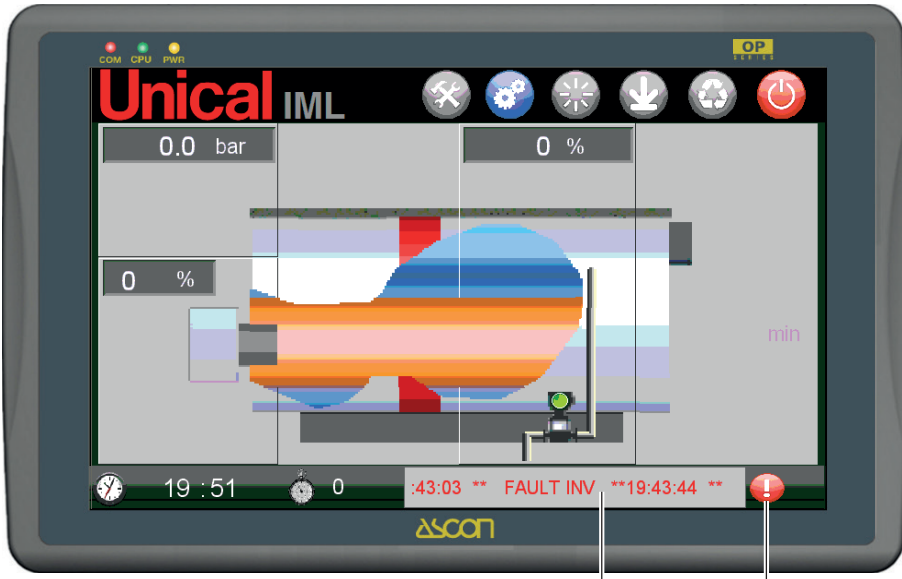 COM CPU PWR
OP
SERIES
Unical IML
0.0 bar
0 %
0 %
min
19 : 51
0
:43:03 ** FAULT INV **19:43:44 **
ASCON